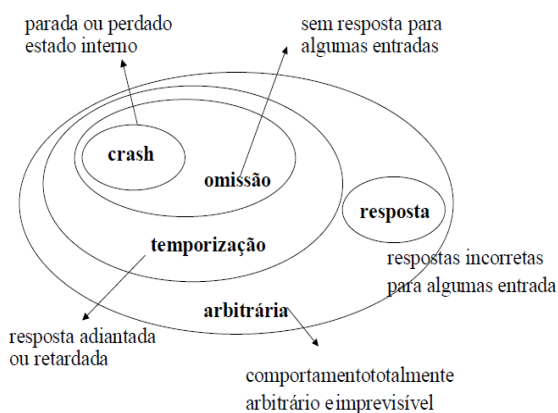 parada ou perdado
estado interno
sem resposta para
algumas entradas
crash
omissão
resposta
temporização
respostas incorretas
para algumas entrada
arbitrária
resposta adiantada
ou retardada
comportamentototalmente
arbitrário e imprevisível